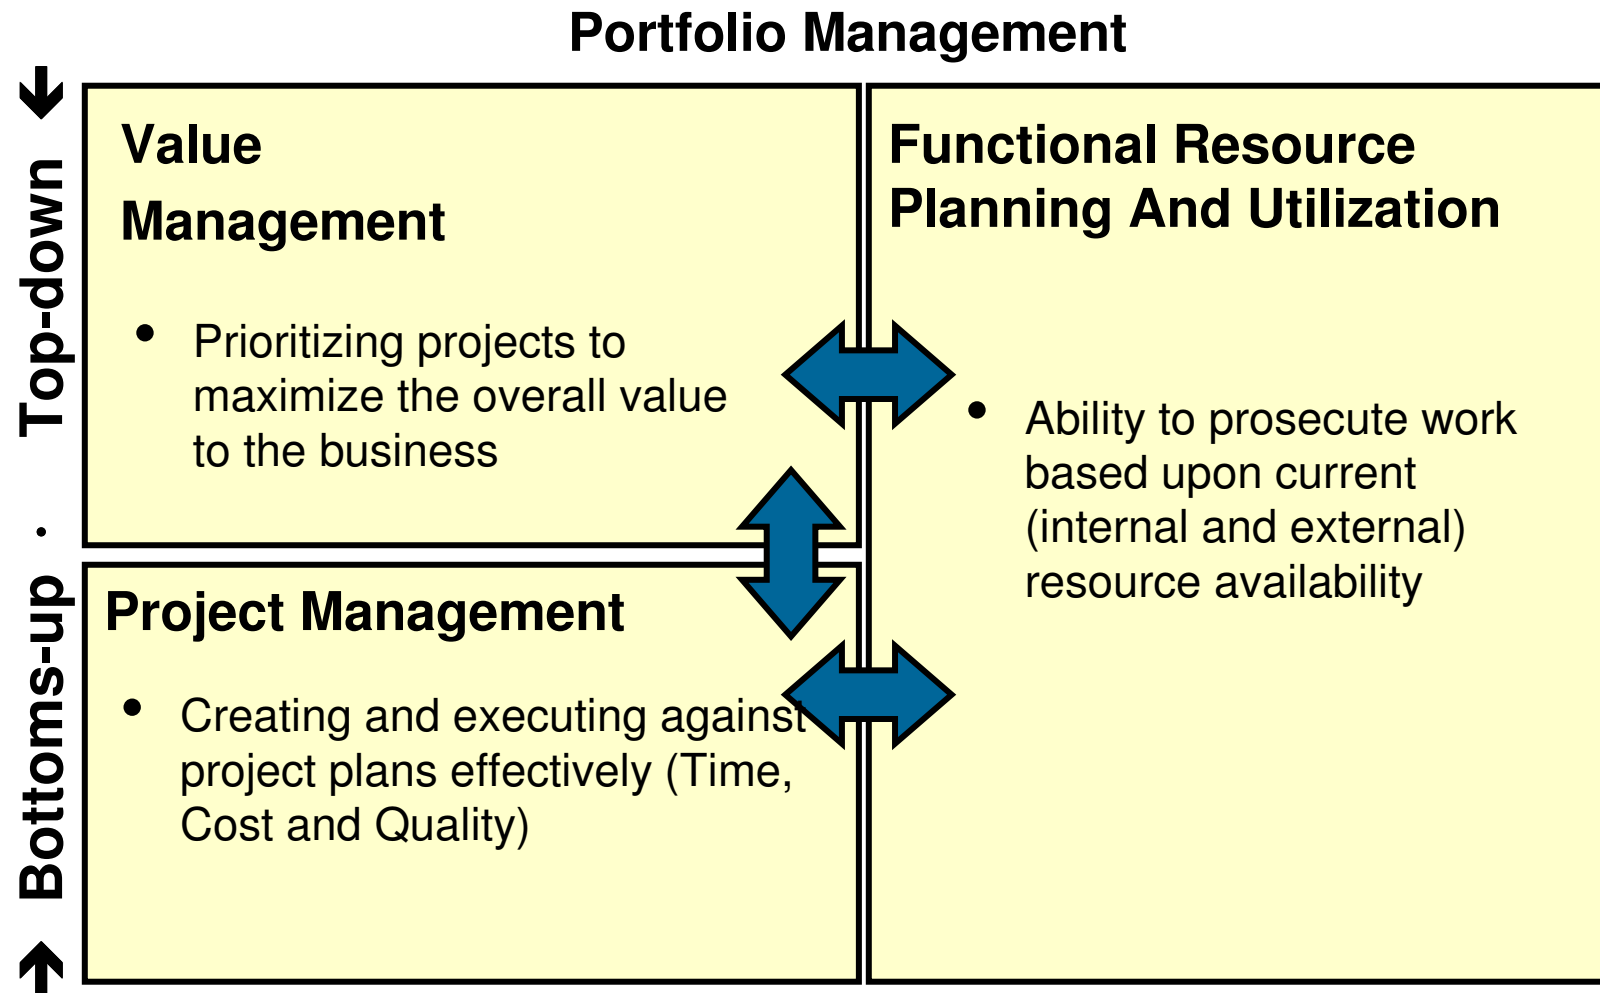 Portfolio Management
Top-down
Bottoms-up
Value
Management
• Prioritizing projects to
maximize the overall value
to the business
Functional Resource
Planning And Utilization
• Ability to prosecute work
based upon current
(internal and external)
resource availability
Project Management
• Creating and executing against
project plans effectively (Time,
Cost and Quality)